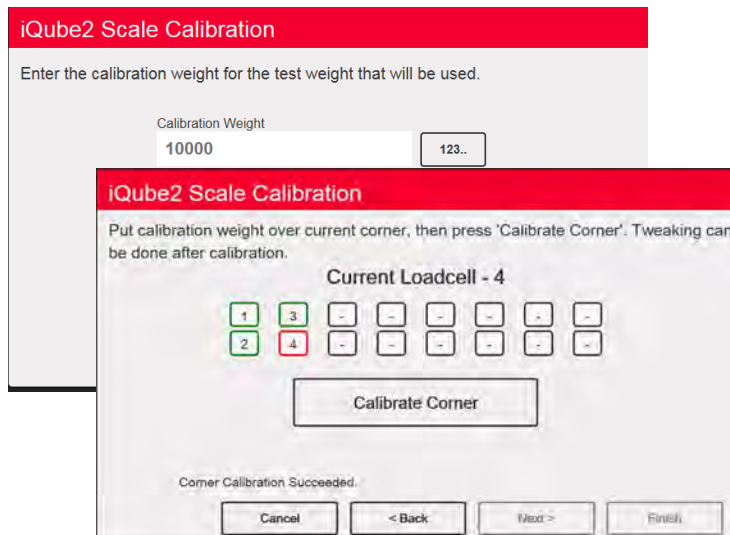 iQube2 Scale Calibration
Enter the calibration weight for the test weight that will be used.
Calibration Weight
10000
123..
iQube2 Scale Calibration
Put calibration weight over current corner, then press 'Calibrate Corner'. Tweaking can
be done after calibration.
Current Loadcell - 4
1 3 - - - - - -
2 4 - - - - - -
Calibrate Corner
Corner Calibration Succeeded.
Cancel < Back Next > Finish